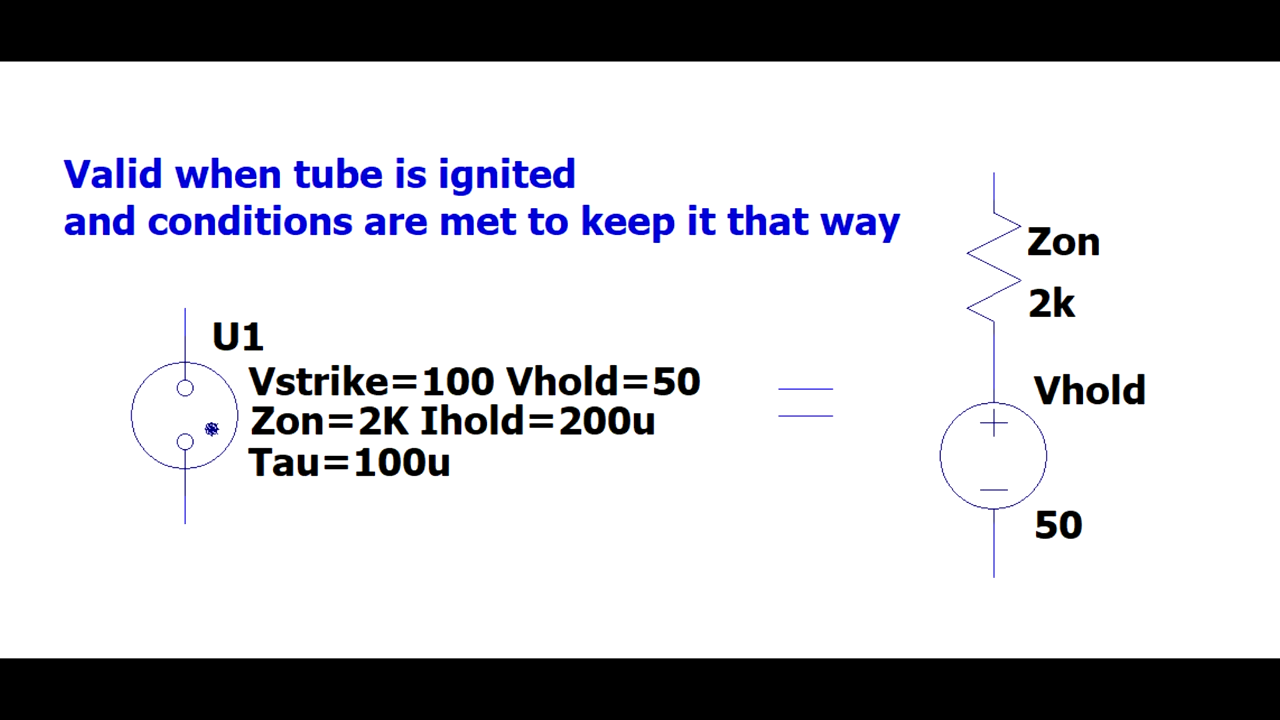 Valid when tube is ignited
and conditions are met to keep it that way
U1
Vstrike=100 Vhold=50
Zon=2K Ihold=200u
Tau=100u
Zon
2k
Vhold
50